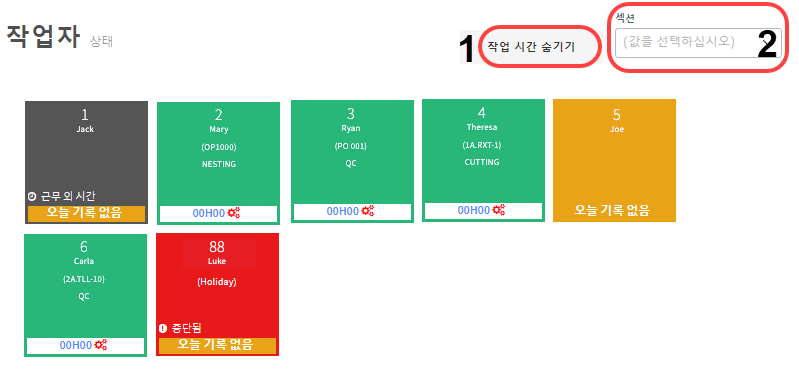 작업자 상태
1 작업 시간 숨기기
섹션
(값을 선택하십시오) 2
1
Jack
근무 외 시간
오늘 기록 없음
2
Mary
(OP1000)
NESTING
00H00
3
Ryan
(PO 001)
QC
00H00
4
Theresa
(1A.RXT-1)
CUTTING
00H00
5
Joe
오늘 기록 없음
6
Carla
(2A.TLL-10)
QC
00H00
88
Luke
(Holiday)
중단됨
오늘 기록 없음